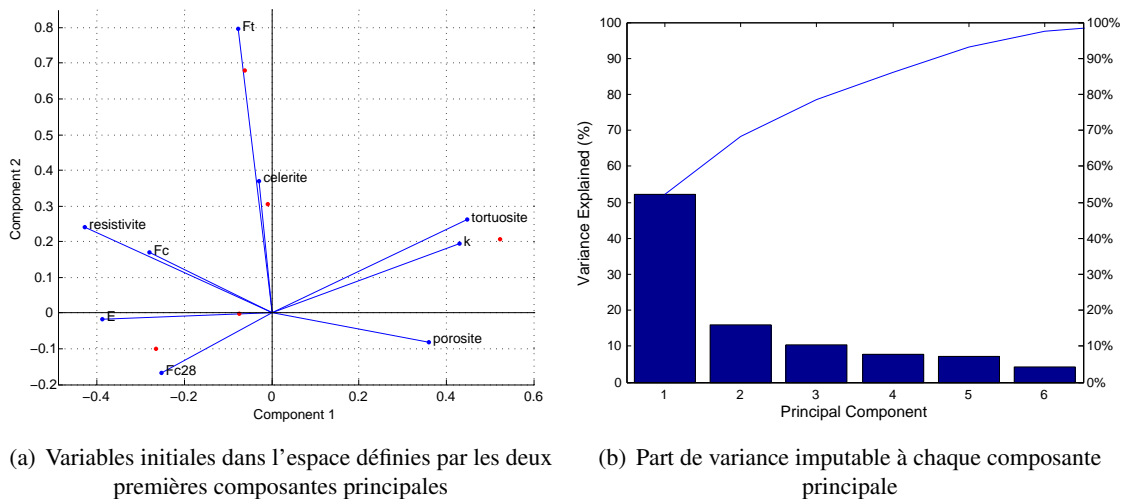 0.8
0.7
0.6
0.5
0.4
0.3
0.2
0.1
0
−0.1
−0.2
−0.4
−0.2
0
0.2
0.4
0.6
Component 2
Component 1
Ft
celerite
resistivite
Fc
tortuosite
k
E
porosite
Fc28
100
90
80
70
60
50
40
30
20
10
0
1
2
3
4
5
6
Variance Explained (%)
Principal Component
100%
90%
80%
70%
60%
50%
40%
30%
20%
10%
0%
(a) Variables initiales dans l'espace définies par les deux
premières composantes principales
(b) Part de variance imputable à chaque composante
principale